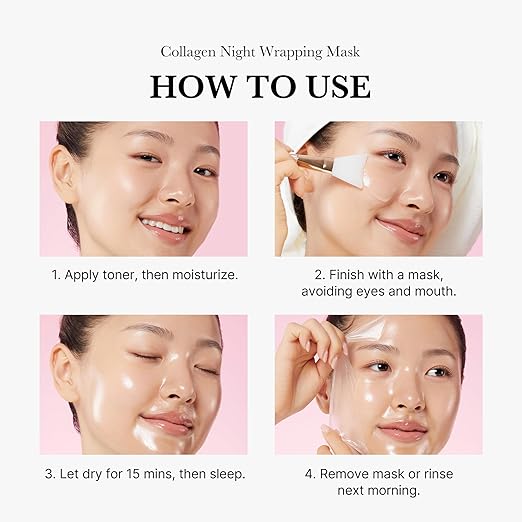 Collagen Night Wrapping Mask
HOW TO USE
1. Apply toner, then moisturize.
2. Finish with a mask,
avoiding eyes and mouth.
3. Let dry for 15 mins, then sleep.
4. Remove mask or rinse
next morning.